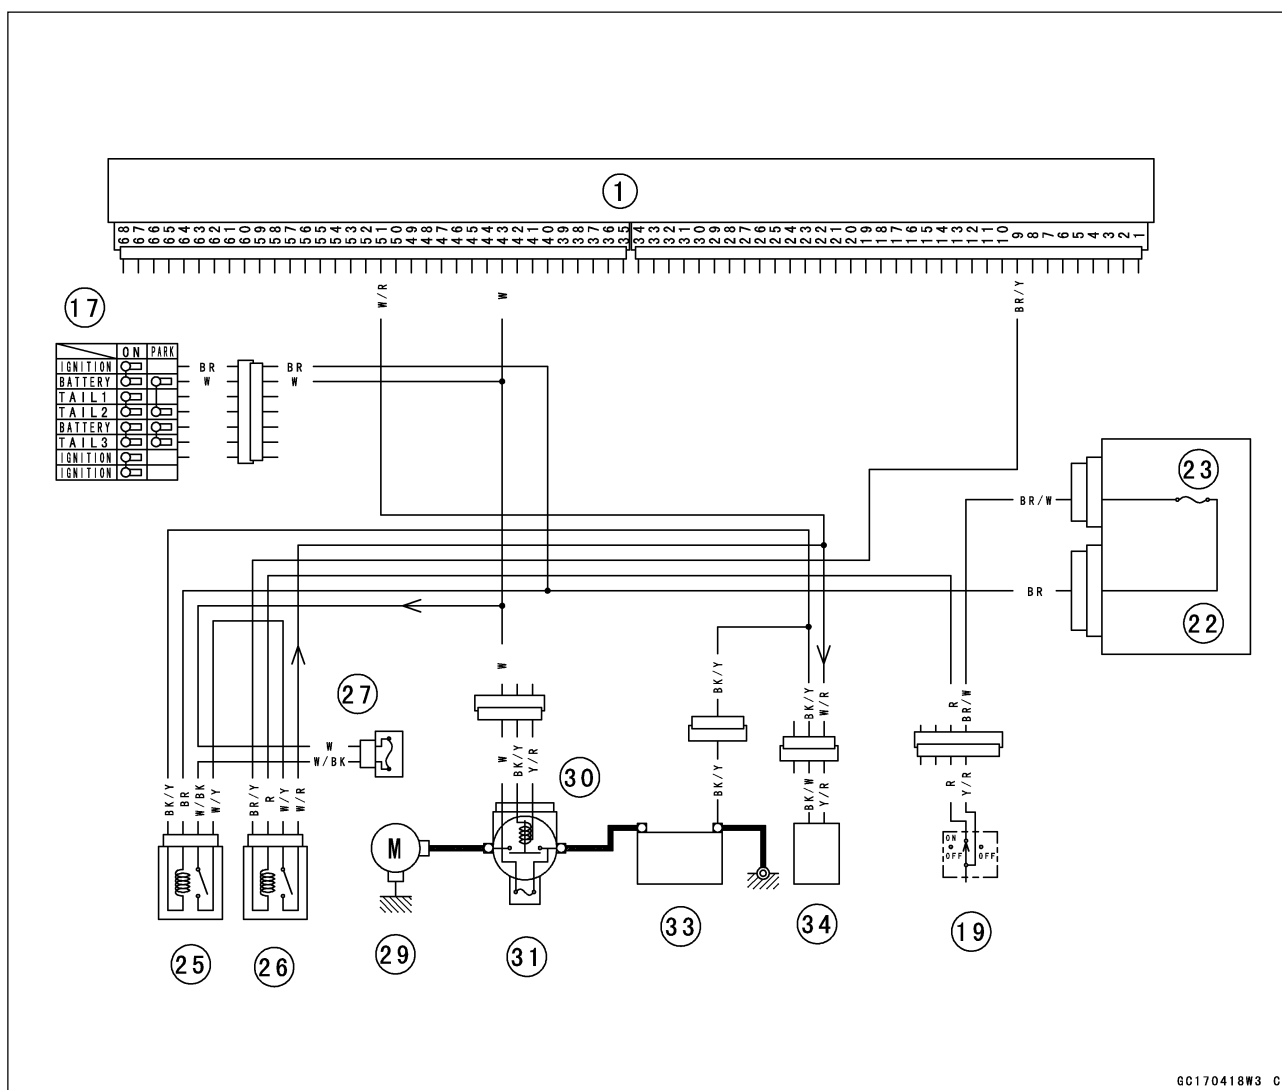 1
68 67 66 65 64 63 62 61 60 59 58 57 56 55 54 53 52 51 50 49 48 47 46 45 44 43 42 41 40 39 38 37 36 35 34 33 32 31 30 29 28 27 26 25 24 23 22 21 20 19 18 17 16 15 14 13 12 11 10 9 8 7 6 5 4 3 2 1
W/R W BR/Y
17
ON PARK
IGNITION
BATTERY
TAIL1
TAIL2
BATTERY
TAIL3
IGNITION
IGNITION
BR BR
W W
23
BR/W
BR
22
W
BK/Y
BK/Y
W/R
R
BR/W
27
W
W/BK
30
BK/Y
BR
W/BK
W/Y
BR/Y
R
W/Y
W/R
W
BK/Y
Y/R
BK/Y
BK/W
Y/R
R
Y/R
M
ON
OFF
OFF
25
26
29
31
33
34
19
GC170418W3 C